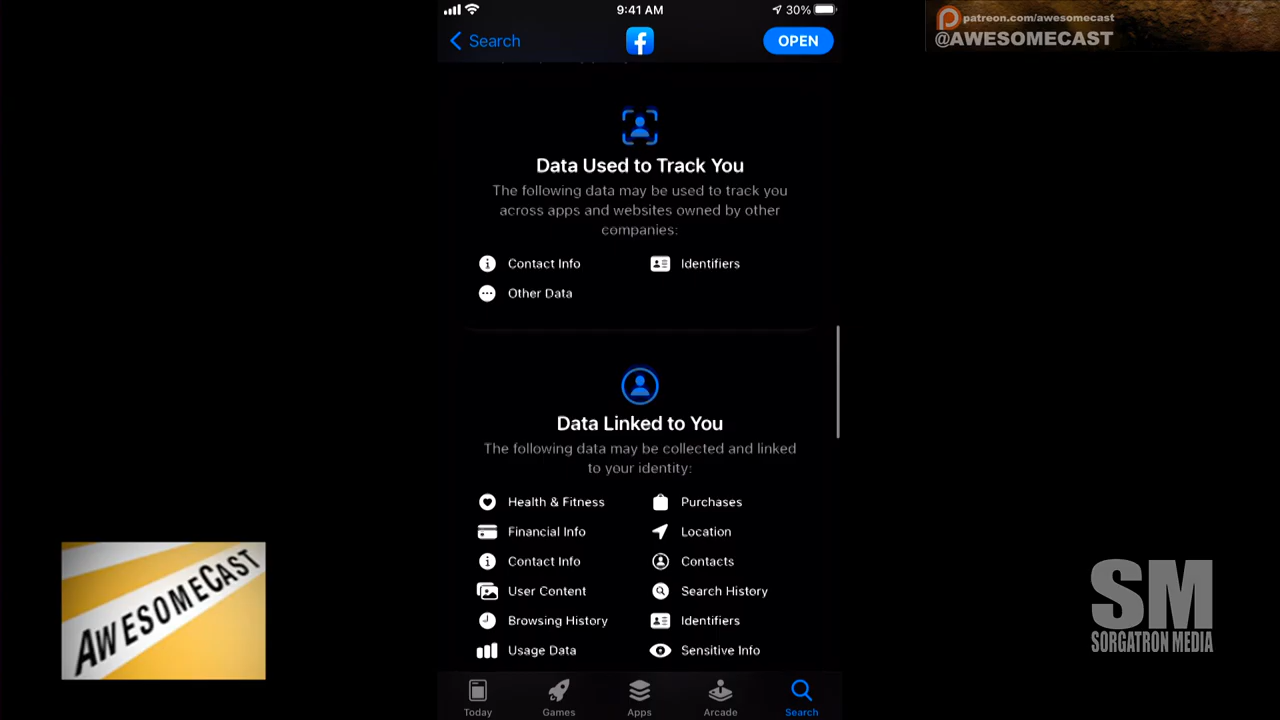 9:41 AM
30%
Search
OPEN
patreon.com/awesomecast
@AWESOMECAST
Data Used to Track You
The following data may be used to track you
across apps and websites owned by other
companies:
Contact Info
Identifiers
Other Data
Data Linked to You
The following data may be collected and linked
to your identity:
Health & Fitness
Purchases
Financial Info
Location
Contact Info
Contacts
User Content
Search History
Browsing History
Identifiers
Usage Data
Sensitive Info
AWESOMECAST
SM
SORGATRON MEDIA
Today
Games
Apps
Arcade
Search